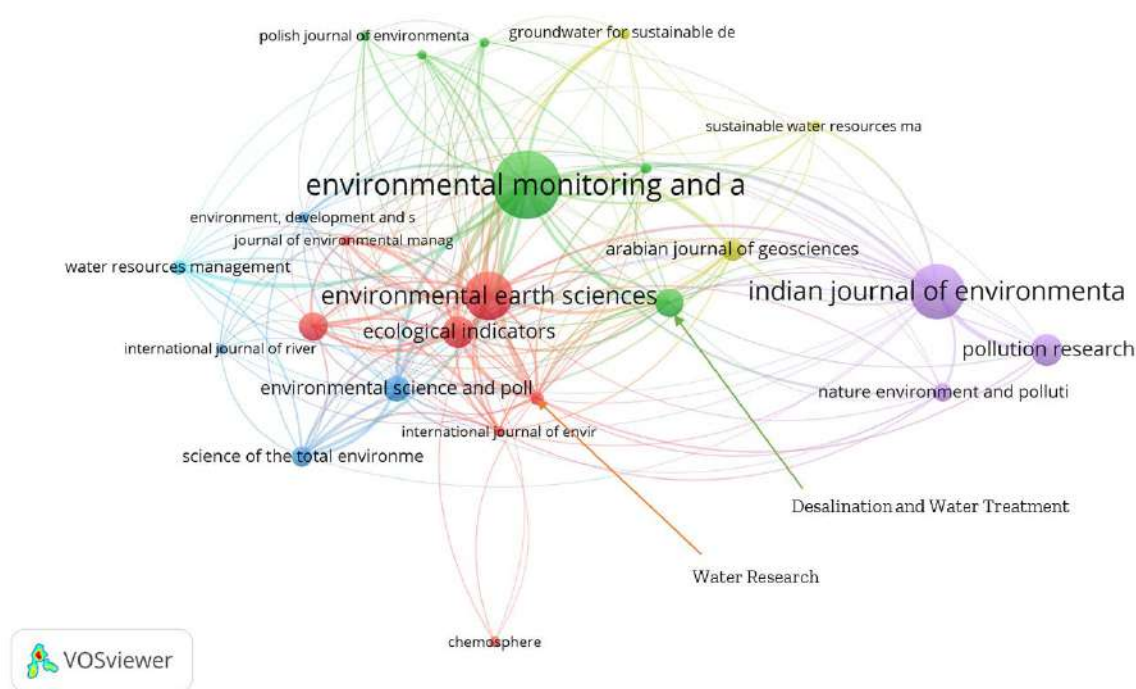 polish journal of environmenta
groundwater for sustainable de
sustainable water resources ma
environmental monitoring and a
environment, development and s
journal of environmental manag
arabian journal of geosciences
water resources management
environmental earth sciences
indian journal of environmenta
ecological indicators
international journal of river
pollution research
environmental science and poll
nature environment and polluti
international journal of envir
science of the total environme
Desalination and Water Treatment
Water Research
chemosphere
VOSviewer